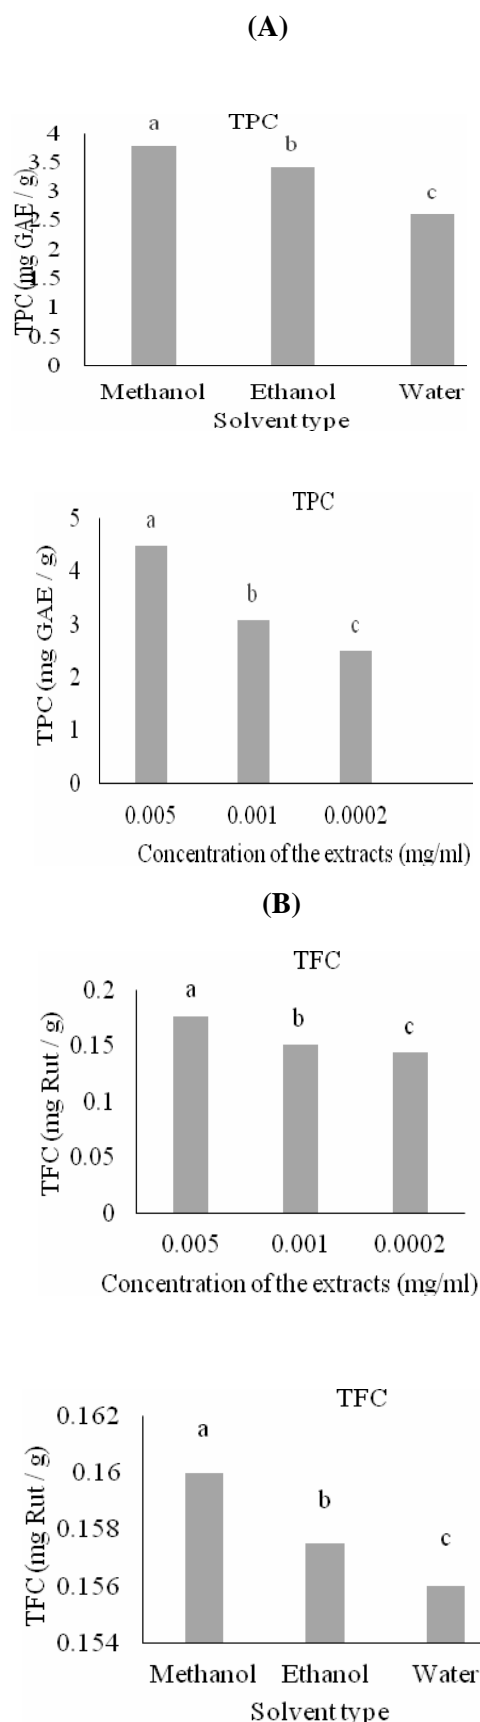 (A)
TPC
a
b
c
4
3.5
3
2.5
2
1.5
1
0.5
0
TPC (mg GAE / g)
Methanol Ethanol Water
Solvent type
TPC
a
b
c
5
4
3
2
1
0
TPC (mg GAE / g)
0.005 0.001 0.0002
Concentration of the extracts (mg/ml)
(B)
TFC
a
b
c
0.2
0.15
0.1
0.05
0
TFC (mg Rut / g)
0.005 0.001 0.0002
Concentration of the extracts (mg/ml)
TFC
a
b
c
0.162
0.16
0.158
0.156
0.154
TFC (mg Rut / g)
Methanol Ethanol Water
Solvent type